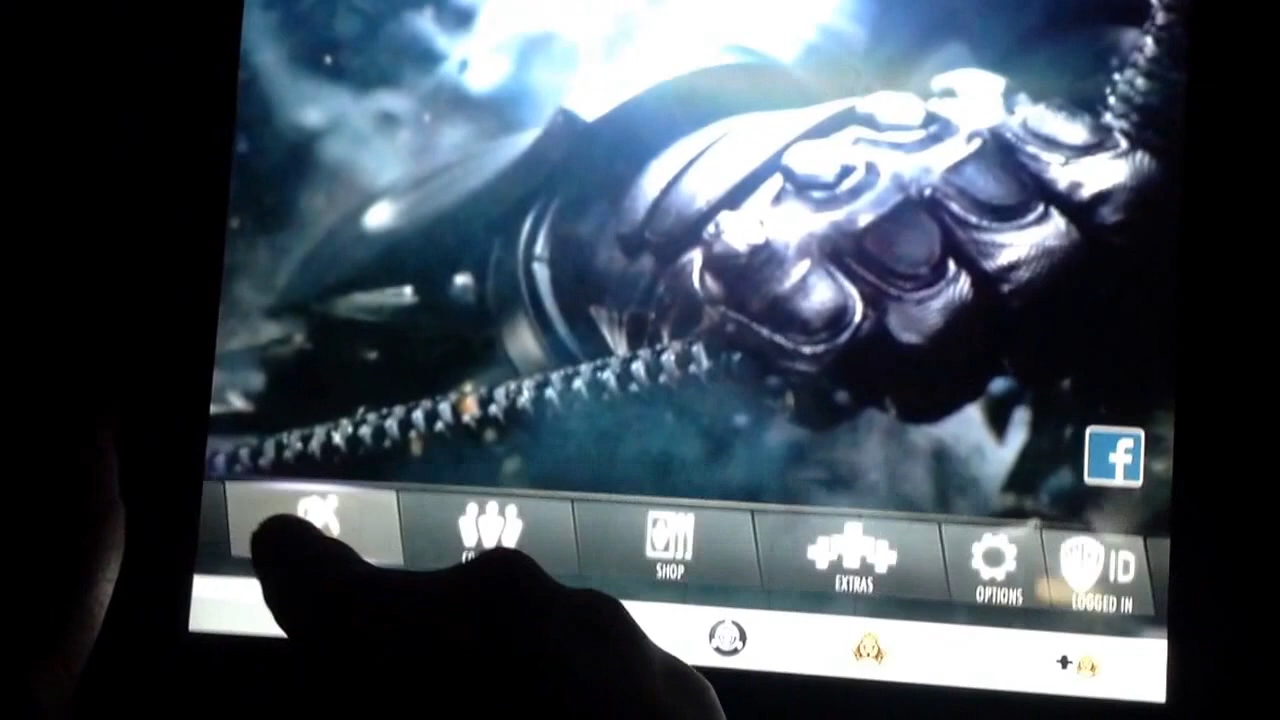 f
SHOP
EXTRAS
OPTIONS
ID
LOGGED IN